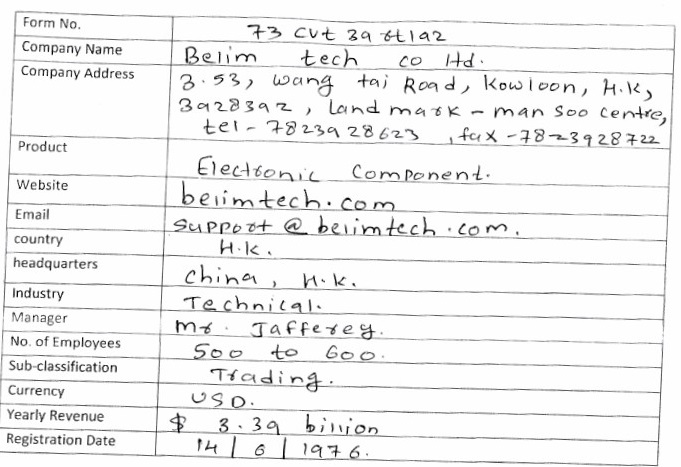 Form No. 73 cvt 39 6t192
Company Name Belim tech co ltd.
Company Address 3.53, wang tai Road, Kowloon, H.K,
3928392, Land mark - man soo centre,
tel - 7823928623, fax - 7823928722
Product Electronic Component.
Website belimtech.com
Email support@belimtech.com.
country H.K.
headquarters China, H.K.
Industry Technical.
Manager Mr. Jafferey.
No. of Employees 500 to 600.
Sub-classification Trading.
Currency USD.
Yearly Revenue $ 3.39 billion
Registration Date 14/6/1976.